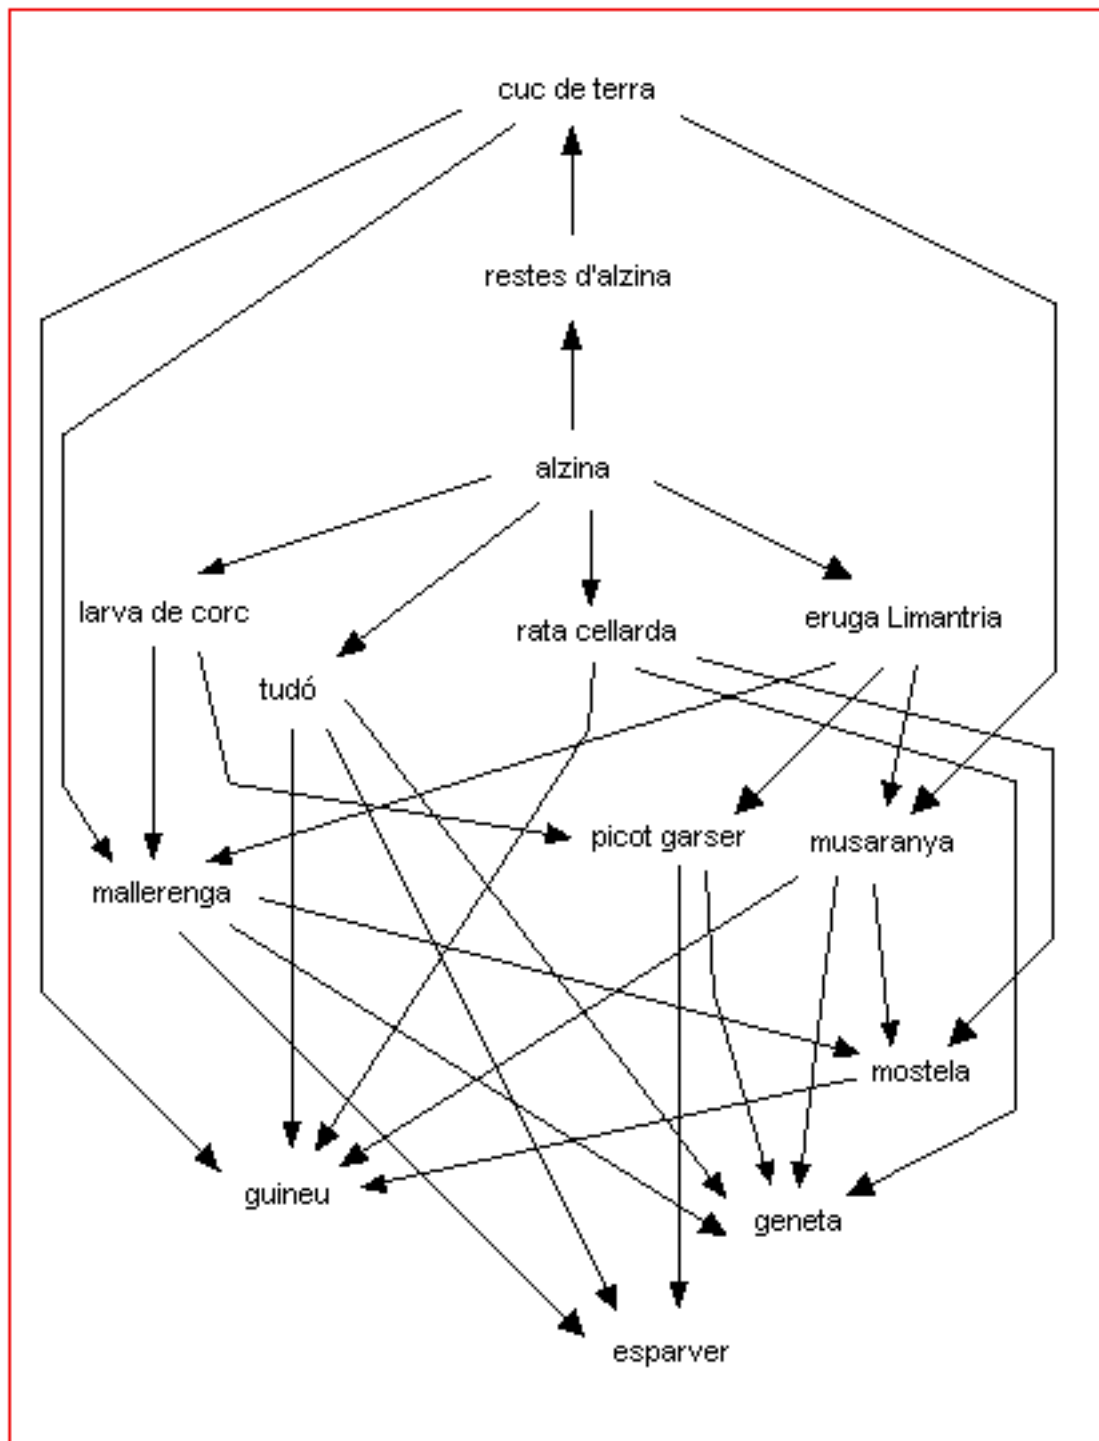 cuc de terra
restes d'alzina
alzina
larva de corc
tudó
rata cellarda
eruga Limantria
mallerenga
picot garser
musaranya
mostela
guineu
geneta
esparver